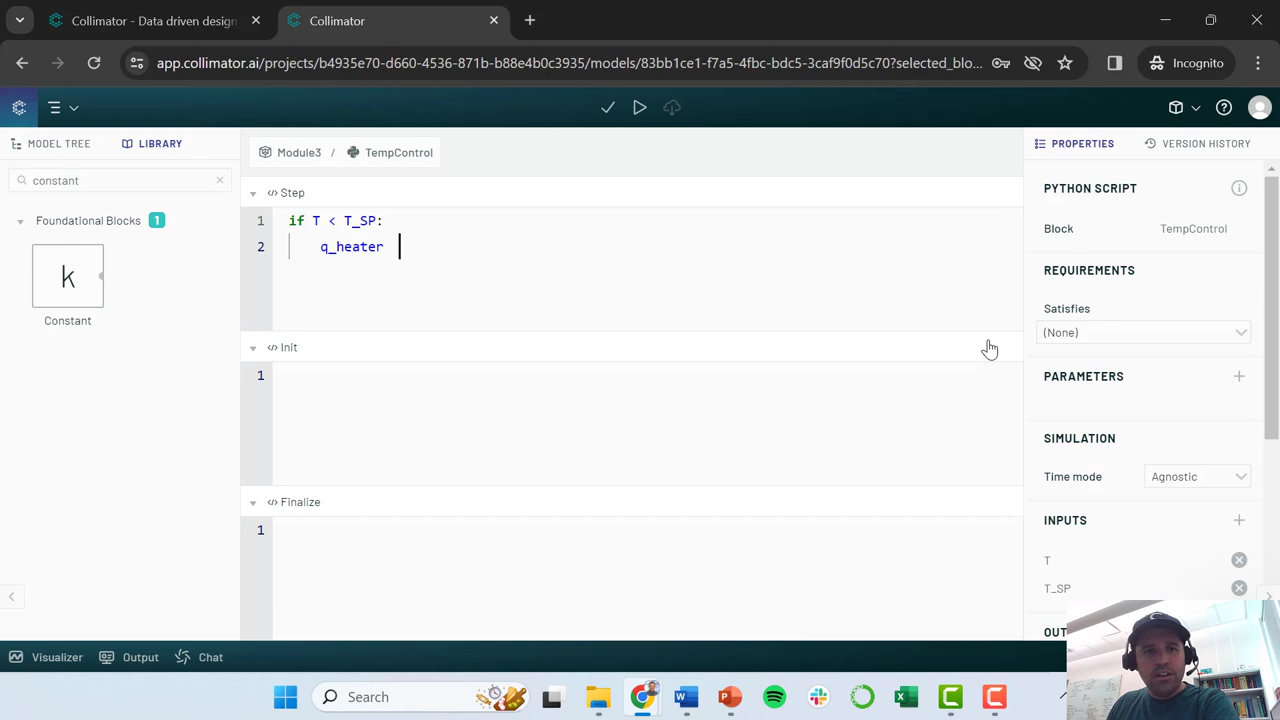 Collimator - Data driven design
Collimator
app.collimator.ai/projects/b4935e70-d660-4536-871b-b88e4b0c3935/models/83bb1ce1-f7a5-4fbc-bdc5-3caf9f0d5c70?selected_blo...
Incognito
MODEL TREE
LIBRARY
Module3 / TempControl
PROPERTIES
VERSION HISTORY
constant
Step
PYTHON SCRIPT
Foundational Blocks 1
1 if T < T_SP:
Block TempControl
2 q_heater
k
REQUIREMENTS
Constant
Satisfies
(None)
Init
1
PARAMETERS
SIMULATION
Time mode Agnostic
Finalize
INPUTS
1
T
T_SP
OUT
Visualizer
Output
Chat
Search